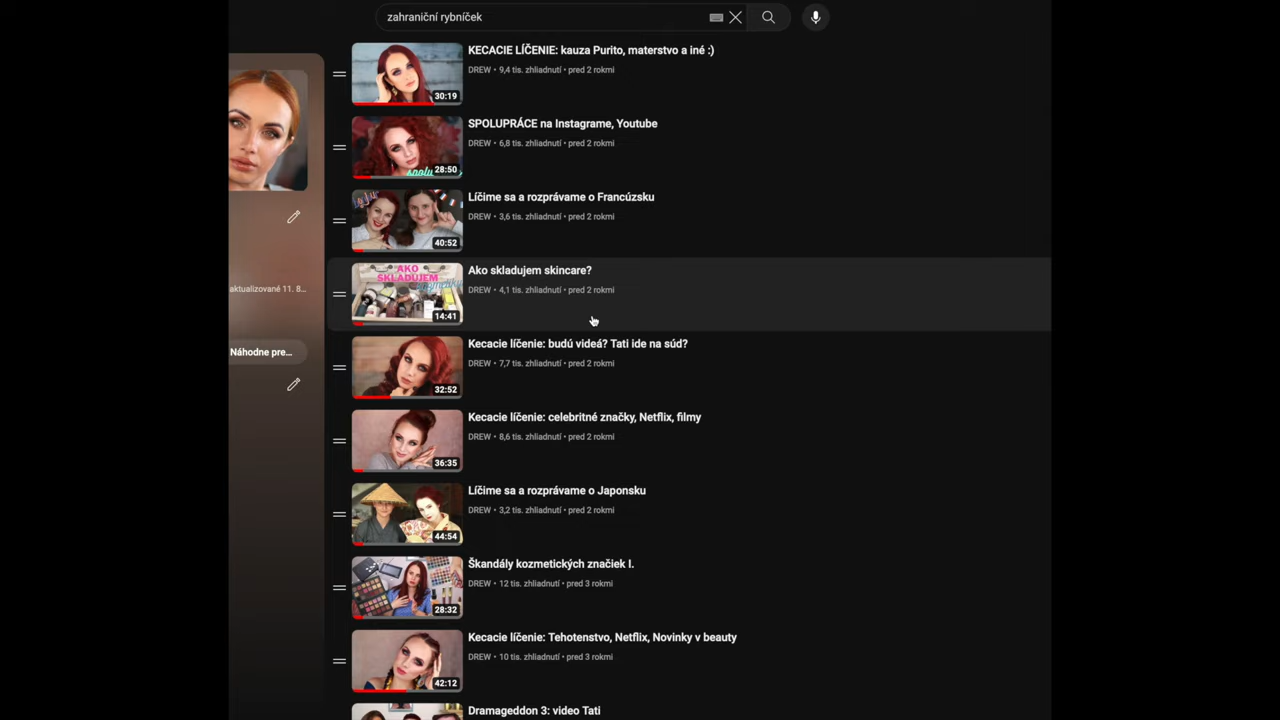 zahraniční rybníček
KECACIE LÍČENIE: kauza Purito, materstvo a iné :)
DREW • 9,4 tis. zhliadnutí • pred 2 rokmi
30:19
SPOLUPRÁCE na Instagrame, Youtube
DREW • 6,8 tis. zhliadnutí • pred 2 rokmi
28:50
Líčime sa a rozprávame o Francúzsku
DREW • 3,6 tis. zhliadnutí • pred 2 rokmi
40:52
Ako skladujem skincare?
AKO
SKLADUJEM
DREW • 4,1 tis. zhliadnutí • pred 2 rokmi
aktualizované 11. 8...
14:41
Kecacie líčenie: budú videá? Tati ide na súd?
Náhodne pre...
DREW • 7,7 tis. zhliadnutí • pred 2 rokmi
32:52
Kecacie líčenie: celebritné značky, Netflix, filmy
DREW • 8,6 tis. zhliadnutí • pred 2 rokmi
36:35
Líčime sa a rozprávame o Japonsku
DREW • 3,2 tis. zhliadnutí • pred 2 rokmi
44:54
Škandály kozmetických značiek I.
DREW • 12 tis. zhliadnutí • pred 3 rokmi
28:32
Kecacie líčenie: Tehotenstvo, Netflix, Novinky v beauty
DREW • 10 tis. zhliadnutí • pred 3 rokmi
42:12
Dramageddon 3: video Tati